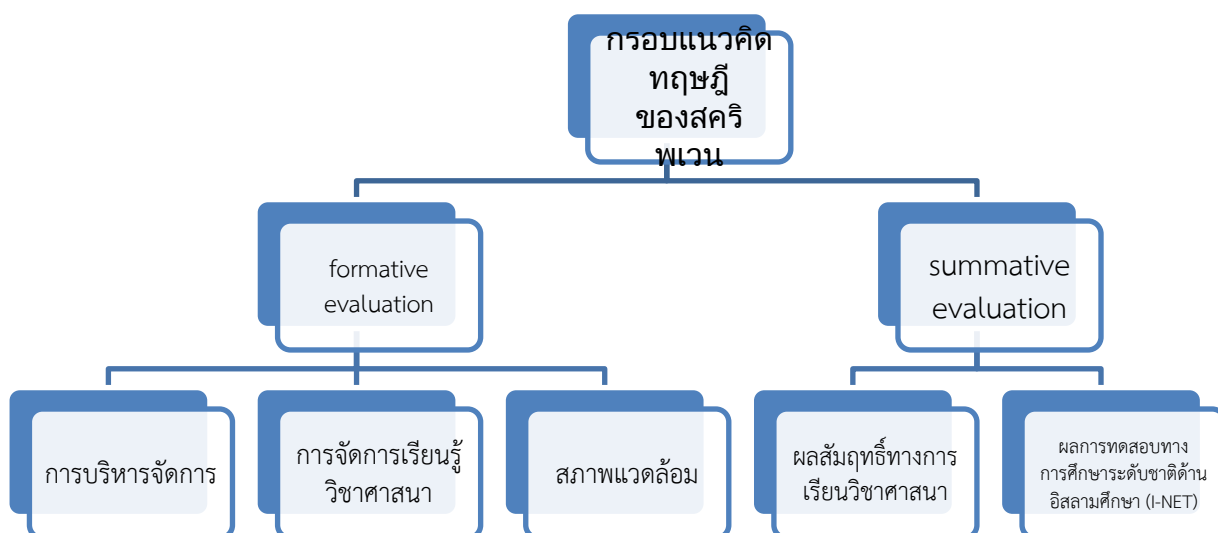 กรอบแนวคิด
ทฤษฎี
ของสคริ
พเวน
formative
evaluation
summative
evaluation
การบริหารจัดการ
การจัดการเรียนรู้
วิชาศาสนา
สภาพแวดล้อม
ผลสัมฤทธิ์ทางการ
เรียนวิชาศาสนา
ผลการทดสอบทาง
การศึกษาระดับชาติด้าน
อิสลามศึกษา (I-NET)